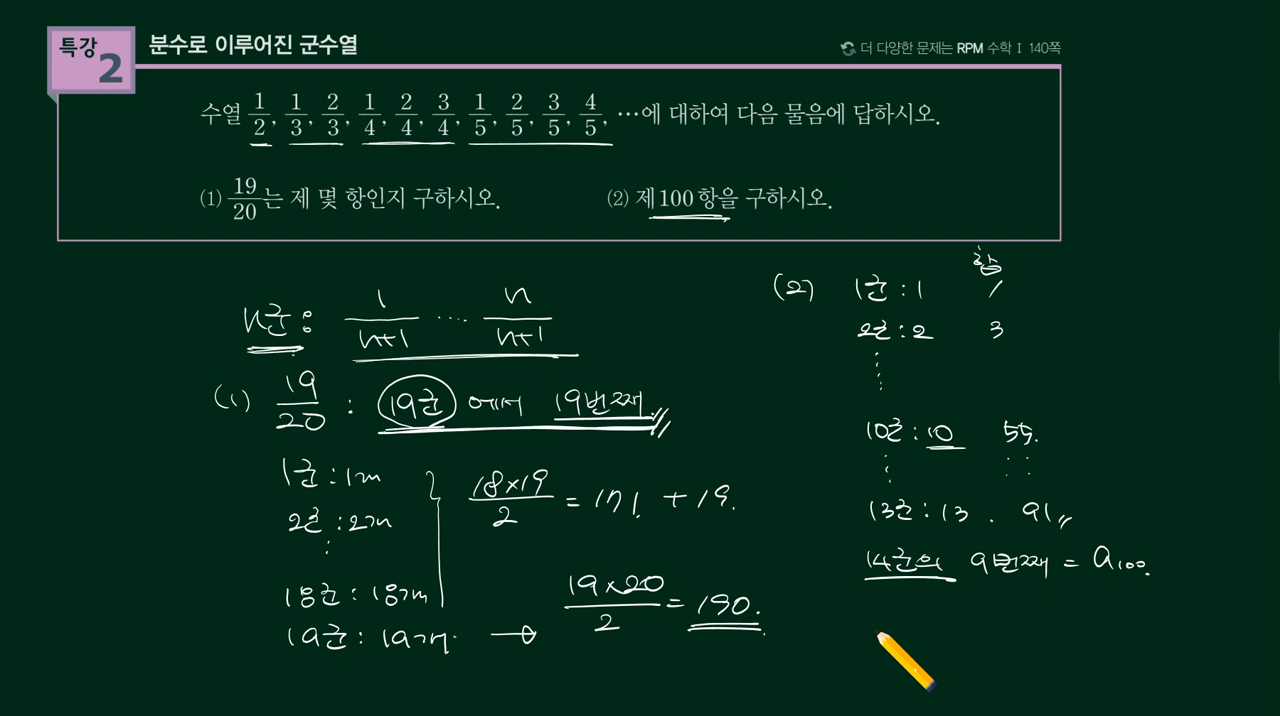 특강 2 분수로 이루어진 군수열
더 다양한 문제는 RPM 수학 I 140쪽
수열 1/2, 1/3, 2/3, 1/4, 2/4, 3/4, 1/5, 2/5, 3/5, 4/5, …에 대하여 다음 물음에 답하시오.
(1) 19/20는 제 몇 항인지 구하시오.
(2) 제100항을 구하시오.
n군 : 1/(n+1) ···· n/(n+1)
(1) 19/20 : 19군 에서 19번째
1군 : 1개
2군 : 2개
⋮
18군 : 18개
18×19/2 = 171 + 19.
19군 : 19개 → 19×20/2 = 190.
(2) 합
1군 : 1 1
2군 : 2 3
⋮
10군 : 10 55.
⋮ ⋮
13군 : 13 . 91
14군의 9번째 = a₁₀₀.